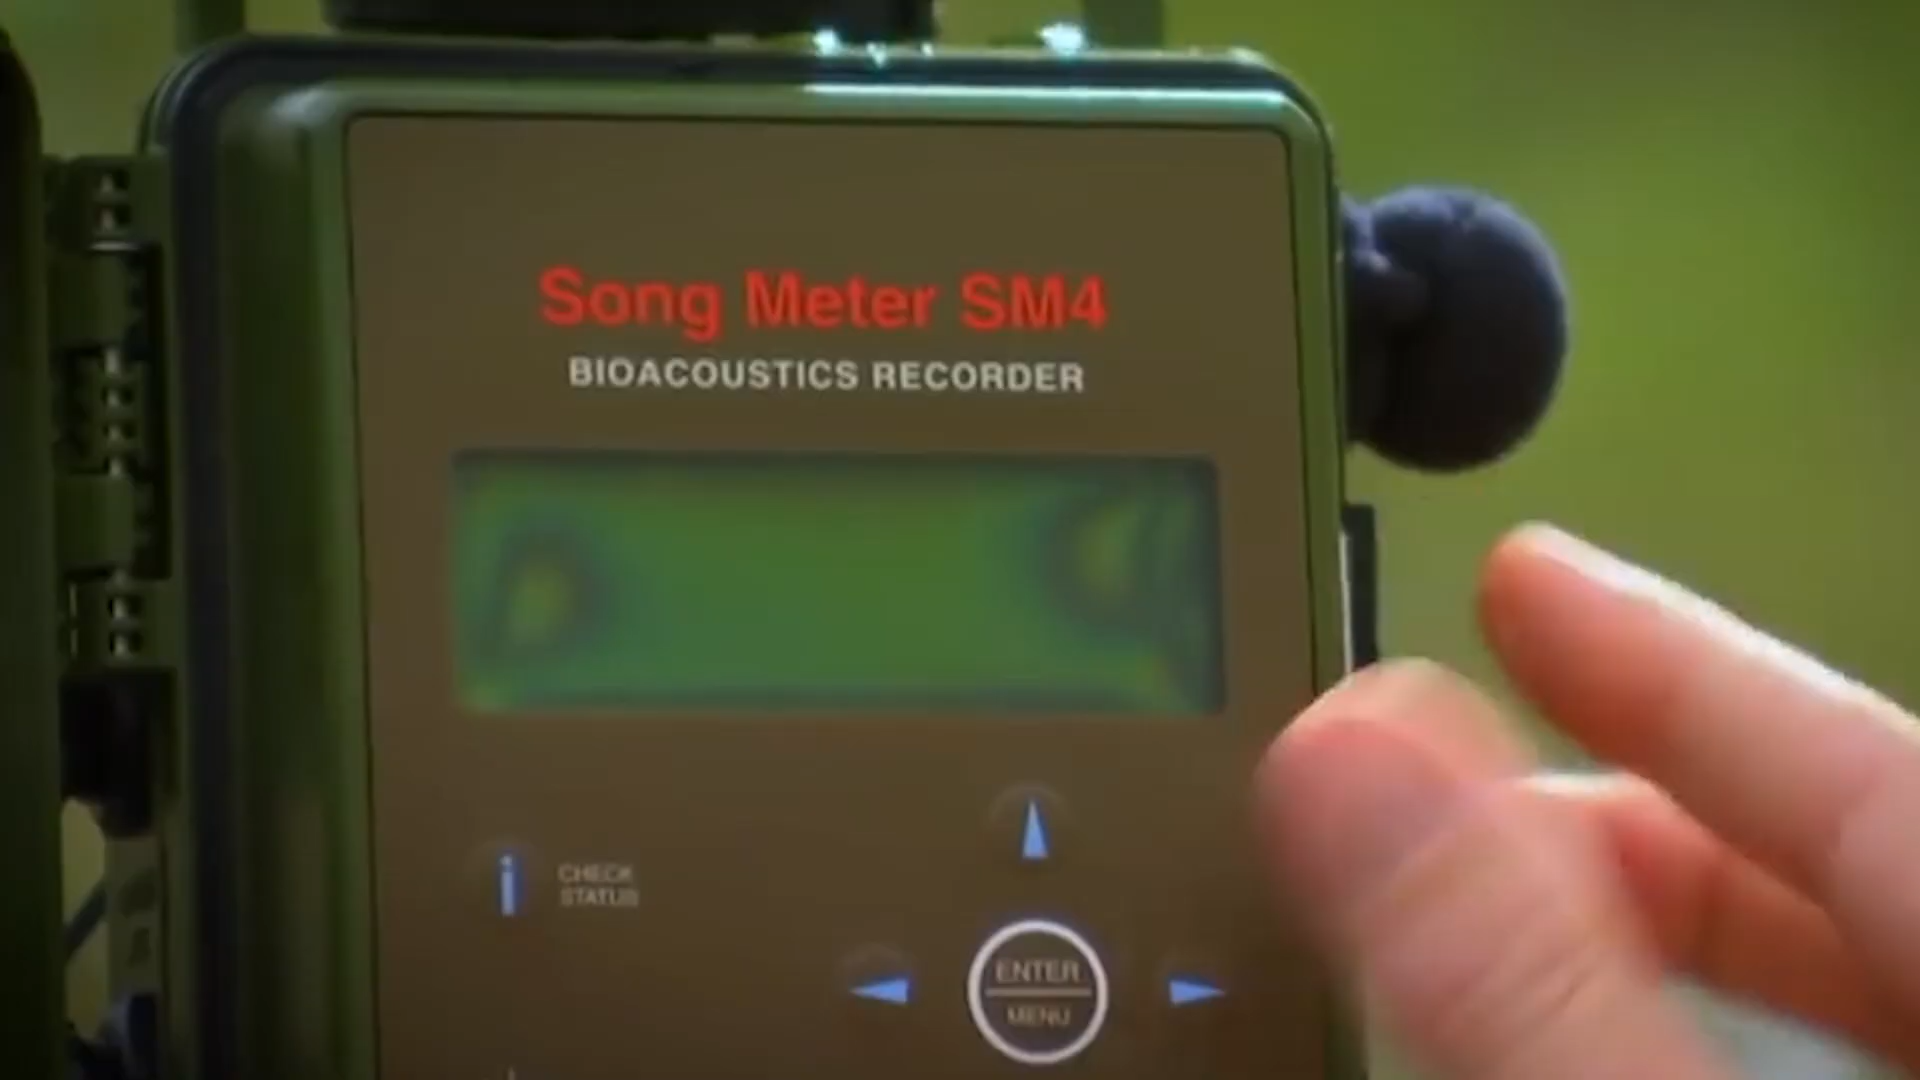 Song Meter SM4
BIOACOUSTICS RECORDER
i CHECK
STATUS
ENTER
MENU